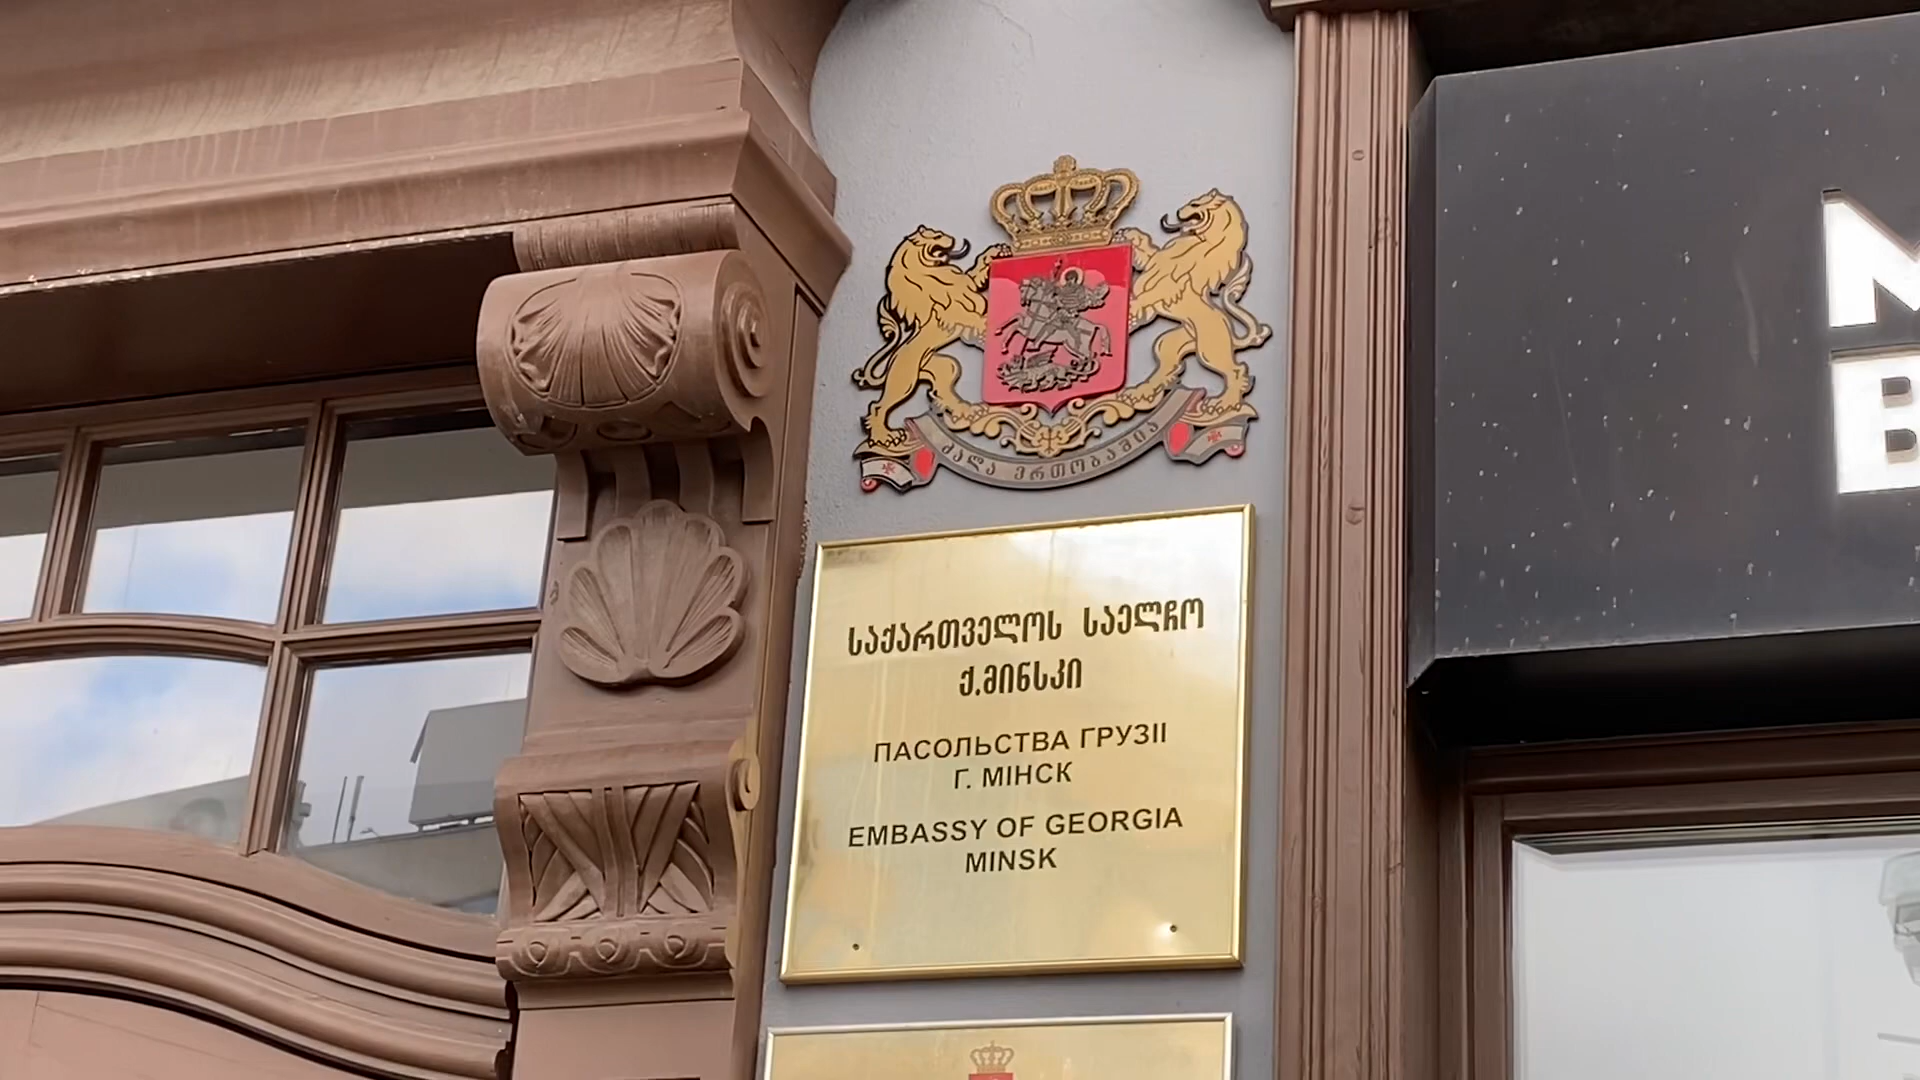 ძალა ერთობაშია
საქართველოს საელჩო
ქ.მინსკი
ПАСОЛЬСТВА ГРУЗІІ
Г. МІНСК
EMBASSY OF GEORGIA
MINSK
M
B